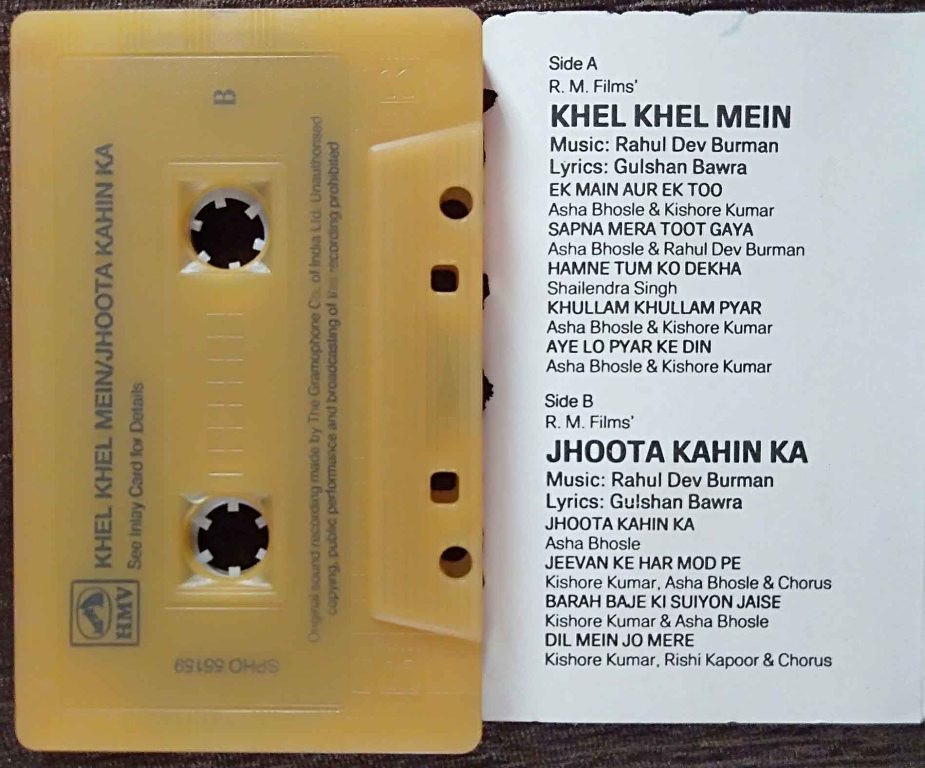 B
KHEL KHEL MEIN/JHOOTA KAHIN KA
See Inlay Card for Details
HMV
Original sound recording made by The Gramophone Co. of India Ltd. Unauthorised
copying, public performance and broadcasting of this recording prohibited
SPHO 55159
Side A
R. M. Films'
KHEL KHEL MEIN
Music: Rahul Dev Burman
Lyrics: Gulshan Bawra
EK MAIN AUR EK TOO
Asha Bhosle & Kishore Kumar
SAPNA MERA TOOT GAYA
Asha Bhosle & Rahul Dev Burman
HAMNE TUM KO DEKHA
Shailendra Singh
KHULLAM KHULLAM PYAR
Asha Bhosle & Kishore Kumar
AYE LO PYAR KE DIN
Asha Bhosle & Kishore Kumar
Side B
R. M. Films'
JHOOTA KAHIN KA
Music: Rahul Dev Burman
Lyrics: Gulshan Bawra
JHOOTA KAHIN KA
Asha Bhosle
JEEVAN KE HAR MOD PE
Kishore Kumar, Asha Bhosle & Chorus
BARAH BAJE KI SUIYON JAISE
Kishore Kumar & Asha Bhosle
DIL MEIN JO MERE
Kishore Kumar, Rishi Kapoor & Chorus